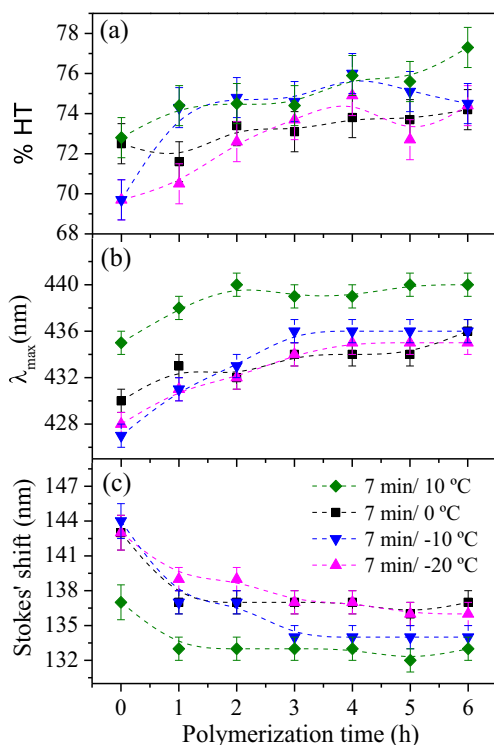 (a)
% HT
78
76
74
72
70
68
(b)
λmax(nm)
440
436
432
428
424
(c)
Stokes' shift (nm)
147
144
141
138
135
132
7 min/ 10 ºC
7 min/ 0 ºC
7 min/ -10 ºC
7 min/ -20 ºC
0 1 2 3 4 5 6
Polymerization time (h)